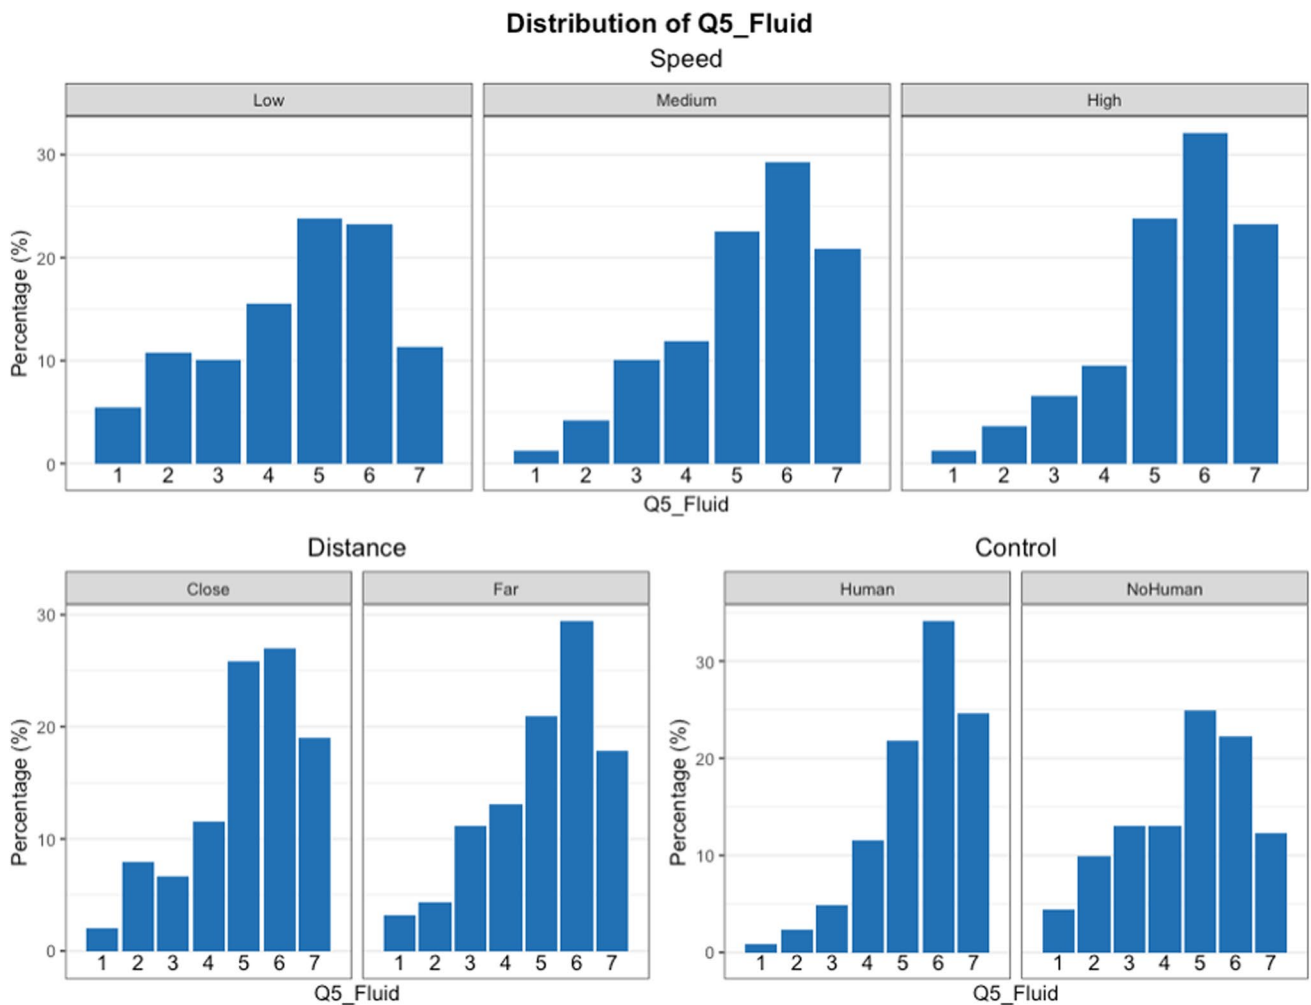 Distribution of Q5_Fluid
Speed
Low Medium High
Percentage (%)
30
20
10
0
1 2 3 4 5 6 7 1 2 3 4 5 6 7 1 2 3 4 5 6 7
Q5_Fluid
Distance
Close Far
Percentage (%)
30
20
10
0
1 2 3 4 5 6 7 1 2 3 4 5 6 7
Q5_Fluid
Control
Human NoHuman
Percentage (%)
30
20
10
0
1 2 3 4 5 6 7 1 2 3 4 5 6 7
Q5_Fluid